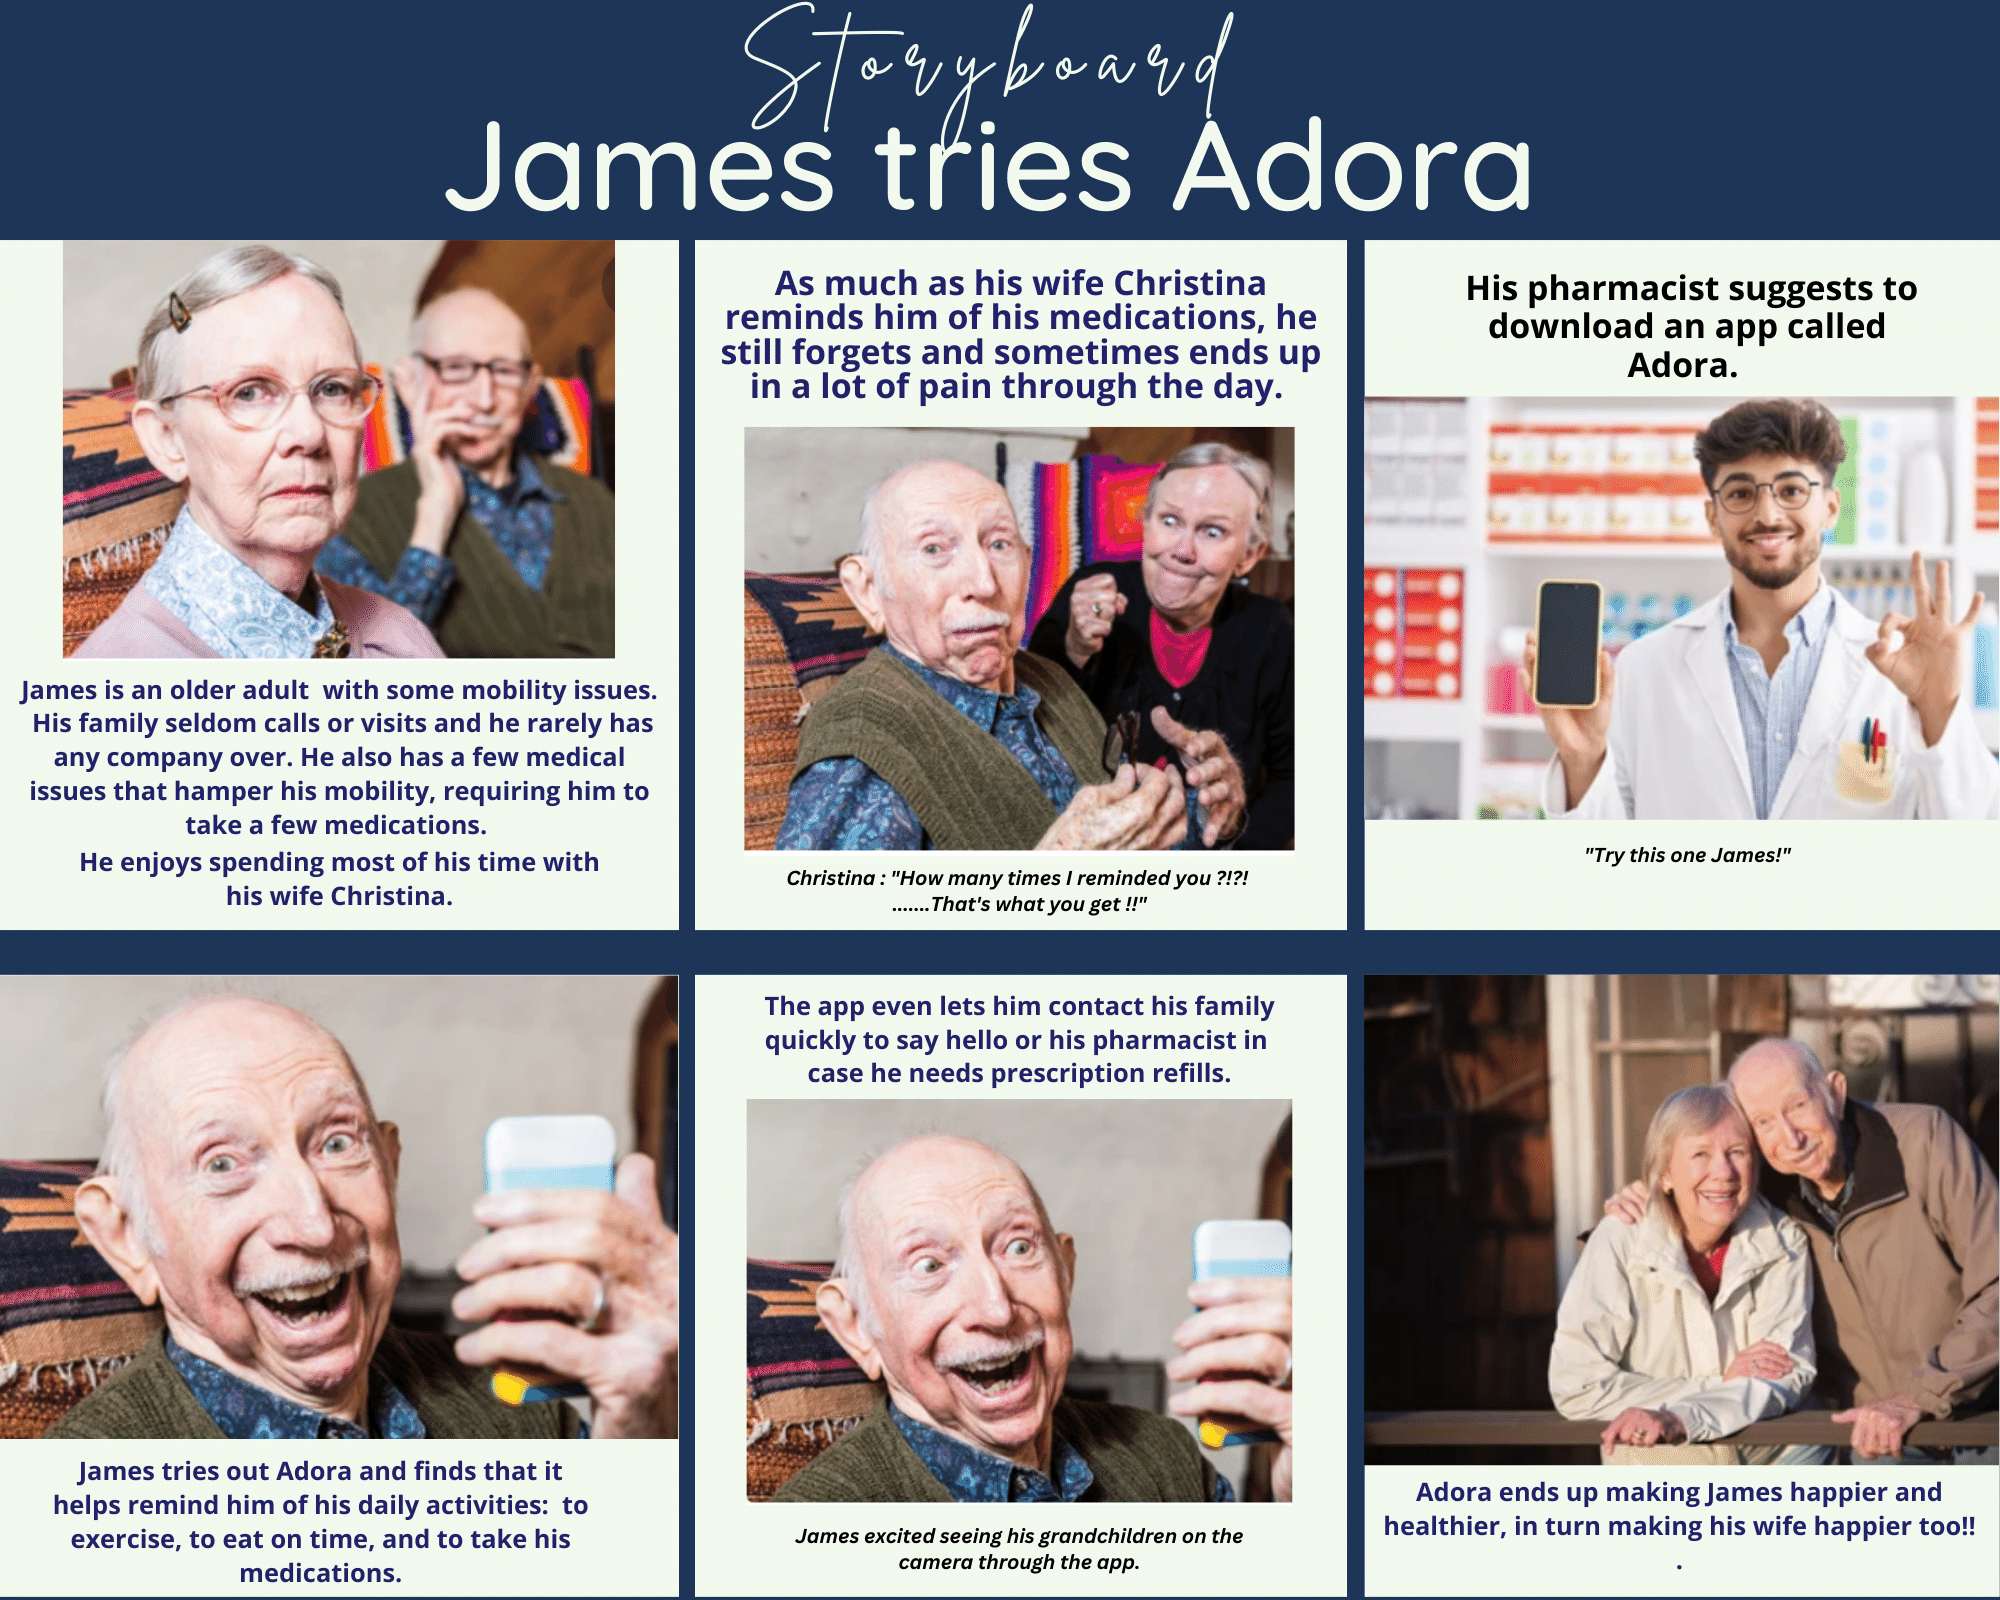 Storyboard
James tries Adora
James is an older adult  with some mobility issues.
His family seldom calls or visits and he rarely has
any company over. He also has a few medical
issues that hamper his mobility, requiring him to
take a few medications.
He enjoys spending most of his time with
his wife Christina.
As much as his wife Christina
reminds him of his medications, he
still forgets and sometimes ends up
in a lot of pain through the day.
Christina : "How many times I reminded you ?!?!
.......That's what you get !!"
His pharmacist suggests to
download an app called
Adora.
"Try this one James!"
James tries out Adora and finds that it
helps remind him of his daily activities:  to
exercise, to eat on time, and to take his
medications.
The app even lets him contact his family
quickly to say hello or his pharmacist in
case he needs prescription refills.
James excited seeing his grandchildren on the
camera through the app.
Adora ends up making James happier and
healthier, in turn making his wife happier too!!
.